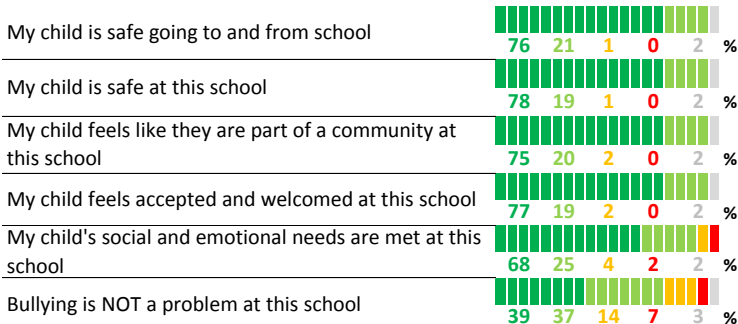 My child is safe going to and from school
76 21 1 0 2 %
My child is safe at this school
78 19 1 0 2 %
My child feels like they are part of a community at
this school
75 20 2 0 2 %
My child feels accepted and welcomed at this school
77 19 2 0 2 %
My child's social and emotional needs are met at this
school
68 25 4 2 2 %
Bullying is NOT a problem at this school
39 37 14 7 3 %